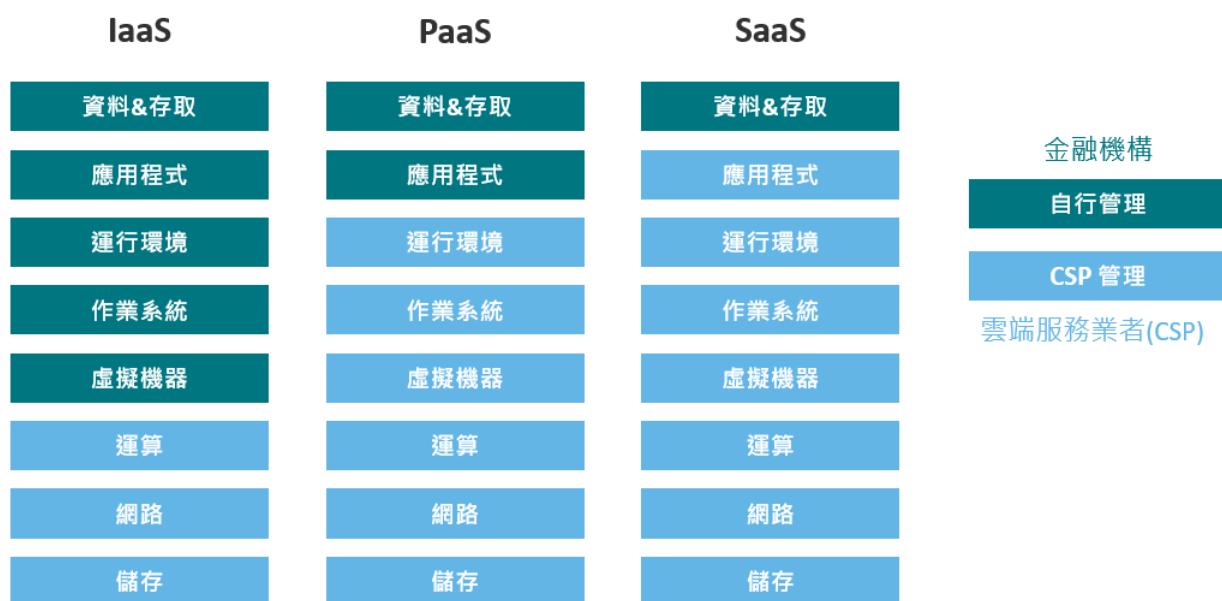 IaaS
PaaS
SaaS
資料&存取
資料&存取
資料&存取
應用程式
應用程式
應用程式
運行環境
運行環境
運行環境
作業系統
作業系統
作業系統
虛擬機器
虛擬機器
虛擬機器
運算
運算
運算
網路
網路
網路
儲存
儲存
儲存
金融機構
自行管理
CSP 管理
雲端服務業者(CSP)